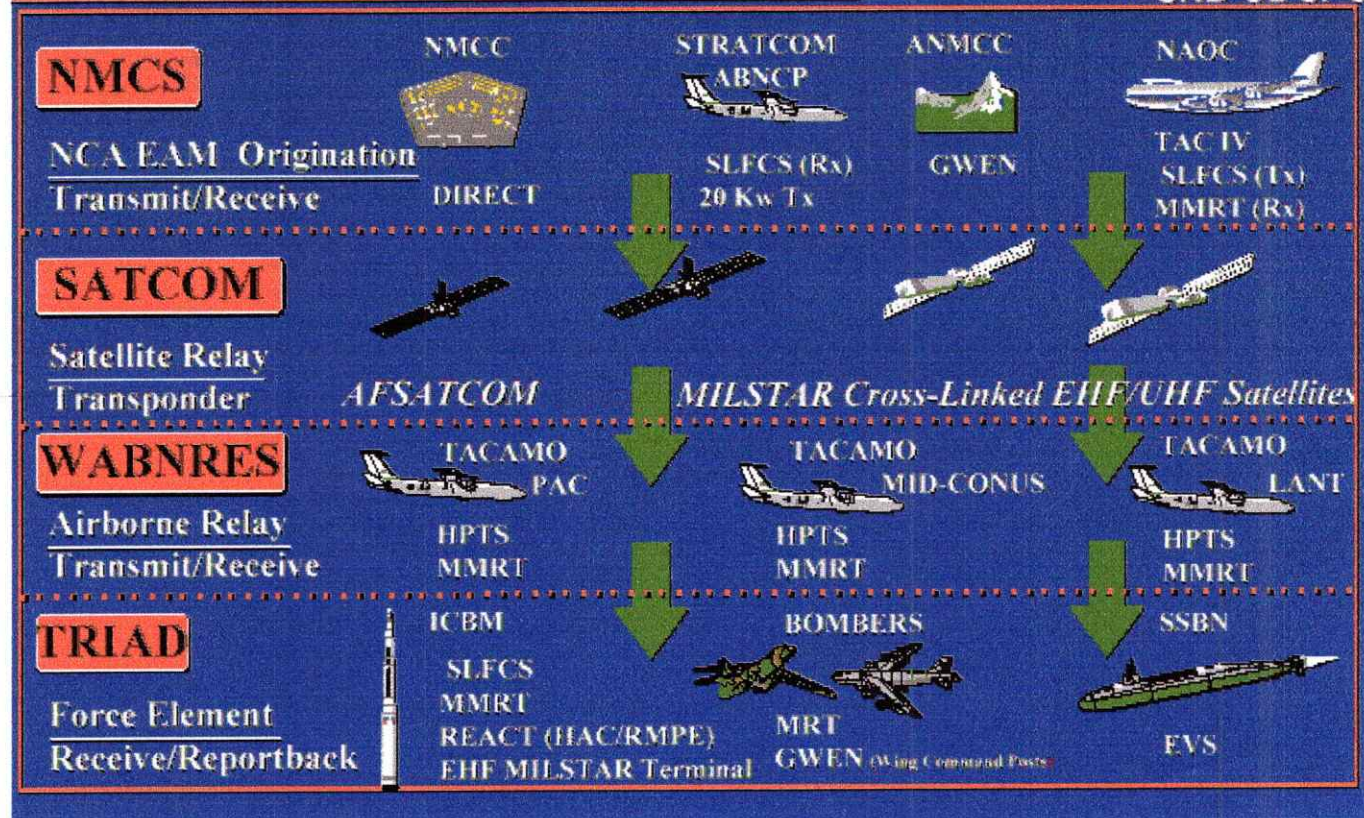 NMCS
NCA EAM Origination
Transmit/Receive
NMCC
DIRECT
STRATCOM
ABNCP
SLFCS (Rx)
20 Kw Tx
ANMCC
GWEN
NAOC
TAC IV
SLFCS (Tx)
MMRT (Rx)
SATCOM
Satellite Relay
Transponder
AFSATCOM
MILSTAR Cross-Linked EHF/UHF Satellites
WABNRES
Airborne Relay
Transmit/Receive
TACAMO
PAC
HPTS
MMRT
TACAMO
MID-CONUS
HPTS
MMRT
TACAMO
LANT
HPTS
MMRT
TRIAD
Force Element
Receive/Reportback
ICBM
SLFCS
MMRT
REACT (HAC/RMPE)
EHF MILSTAR Terminal
BOMBERS
MRT
GWEN (Wing Command Posts)
SSBN
EVS